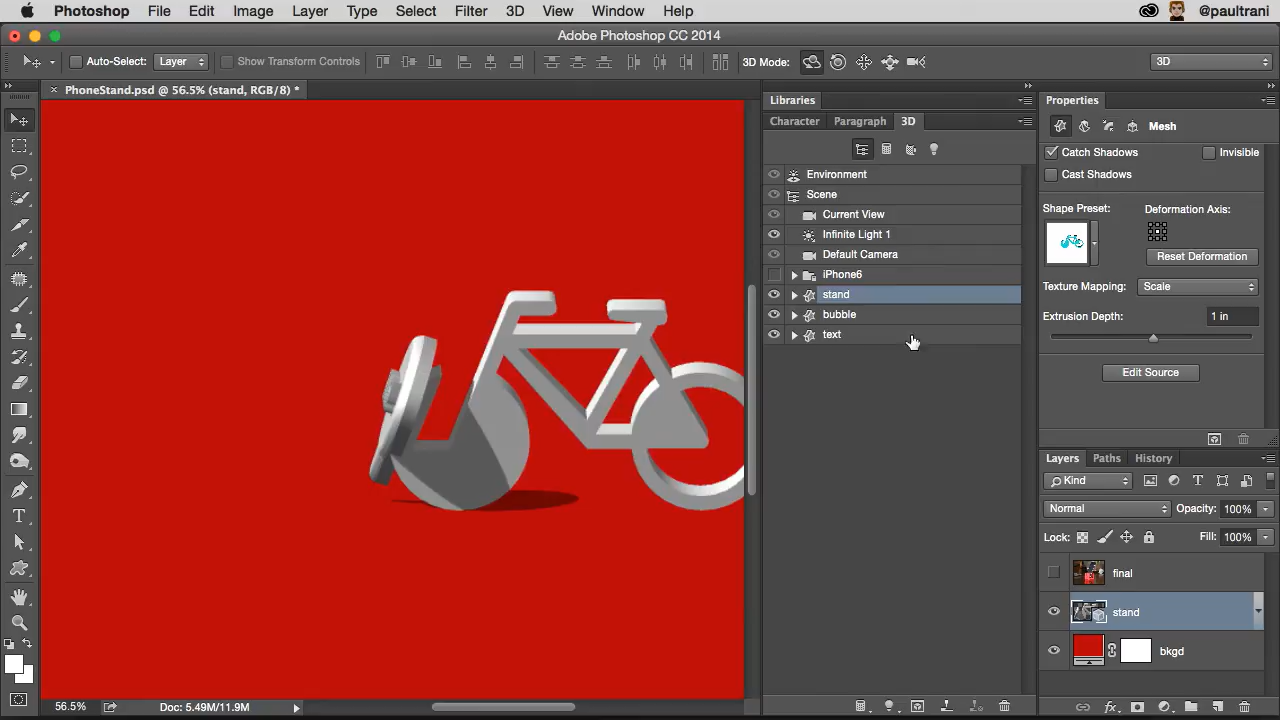 Photoshop File Edit Image Layer Type Select Filter 3D View Window Help @paultrani
Adobe Photoshop CC 2014
Auto-Select: Layer Show Transform Controls 3D Mode: 3D
PhoneStand.psd @ 56.5% (stand, RGB/8) *
Libraries
Character Paragraph 3D
Environment
Scene
Current View
Infinite Light 1
Default Camera
iPhone6
stand
bubble
text
Properties
Mesh
Catch Shadows Invisible
Cast Shadows
Shape Preset: Deformation Axis:
Reset Deformation
Texture Mapping: Scale
Extrusion Depth: 1 in
Edit Source
Layers Paths History
Kind
Normal Opacity: 100%
Lock: Fill: 100%
final
stand
bkgd
56.5% Doc: 5.49M/11.9M